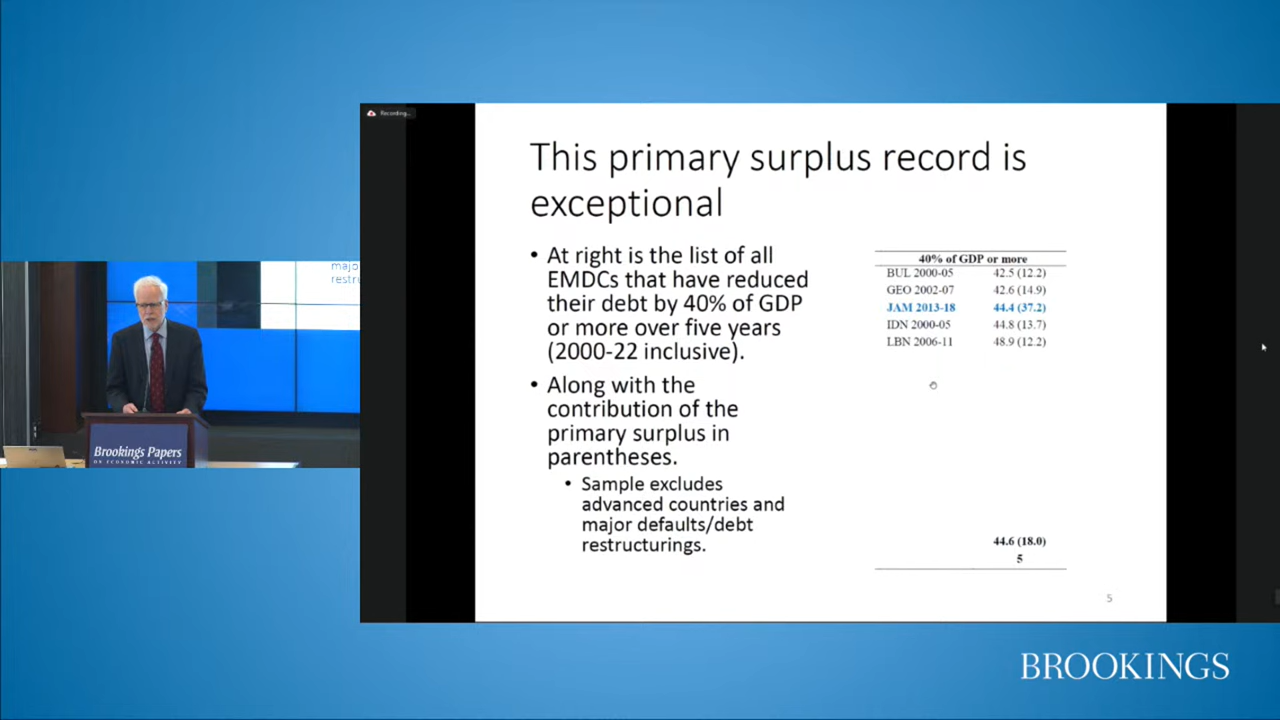 Recording...
This primary surplus record is
exceptional
• At right is the list of all
EMDCs that have reduced
their debt by 40% of GDP
or more over five years
(2000-22 inclusive).
• Along with the
contribution of the
primary surplus in
parentheses.
• Sample excludes
advanced countries and
major defaults/debt
restructurings.
40% of GDP or more
BUL 2000-05 42.5 (12.2)
GEO 2002-07 42.6 (14.9)
JAM 2013-18 44.4 (37.2)
IDN 2000-05 44.8 (13.7)
LBN 2006-11 48.9 (12.2)
44.6 (18.0)
5
5
majo
restru
Brookings Papers
ON ECONOMIC ACTIVITY
BROOKINGS